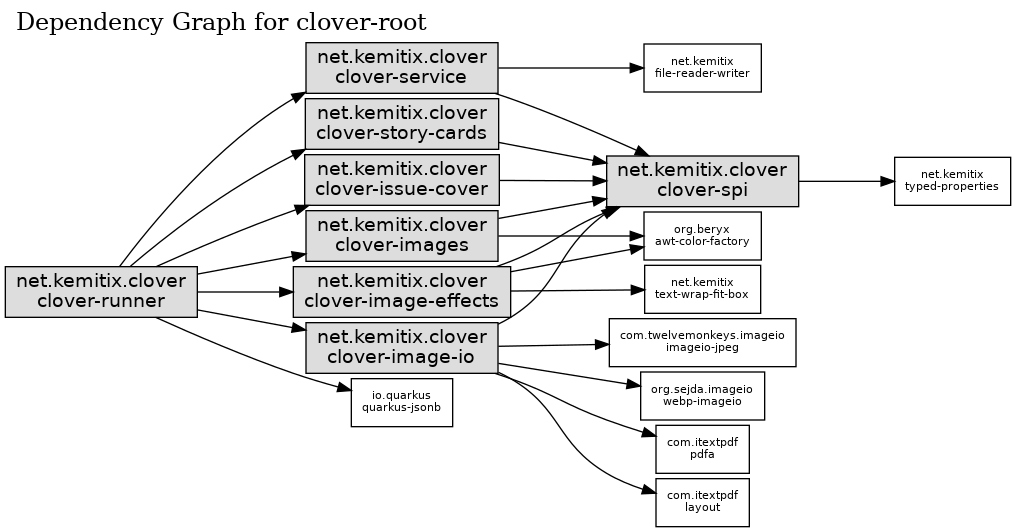 Dependency Graph for clover-root
net.kemitix.clover
clover-service
net.kemitix
file-reader-writer
net.kemitix.clover
clover-story-cards
net.kemitix.clover
clover-issue-cover
net.kemitix.clover
clover-spi
net.kemitix
typed-properties
net.kemitix.clover
clover-images
org.beryx
awt-color-factory
net.kemitix.clover
clover-runner
net.kemitix.clover
clover-image-effects
net.kemitix
text-wrap-fit-box
net.kemitix.clover
clover-image-io
com.twelvemonkeys.imageio
imageio-jpeg
io.quarkus
quarkus-jsonb
org.sejda.imageio
webp-imageio
com.itextpdf
pdfa
com.itextpdf
layout